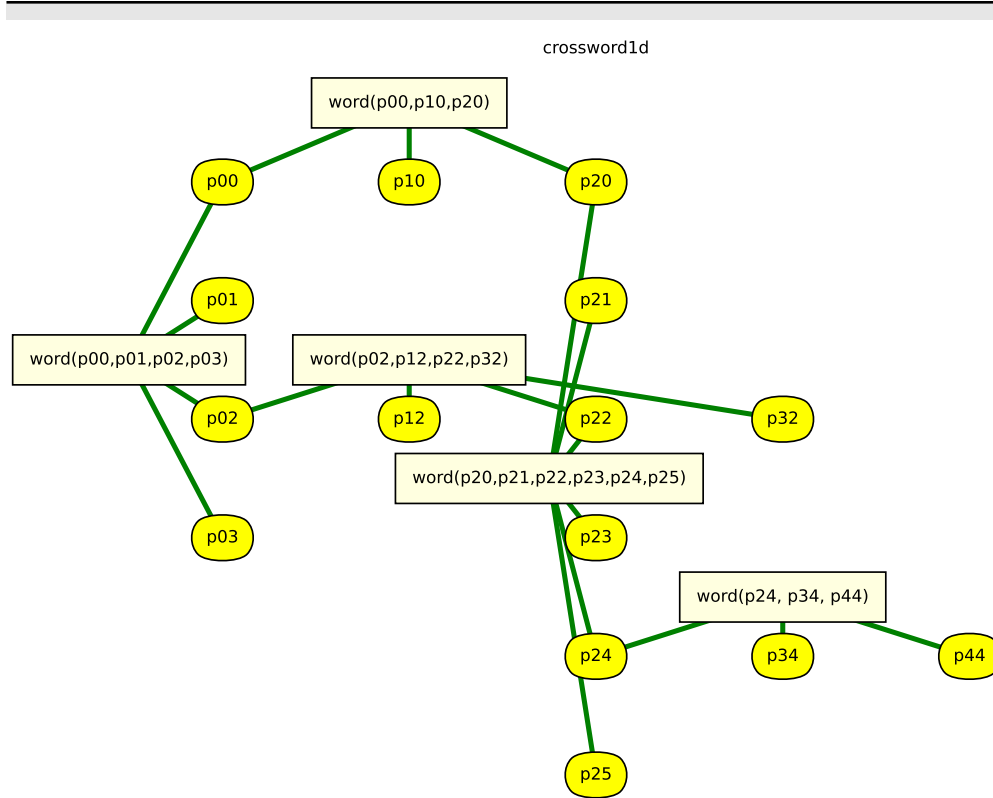 crossword1d
word(p00,p10,p20)
p00
p10
p20
p01
p21
word(p00,p01,p02,p03)
word(p02,p12,p22,p32)
p02
p12
p22
p32
word(p20,p21,p22,p23,p24,p25)
p03
p23
word(p24, p34, p44)
p24
p34
p44
p25